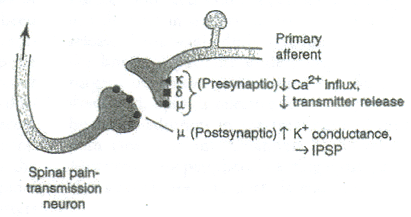 Primary
afferent
κ
δ
μ
(Presynaptic) ↓ Ca²⁺ influx,
↓ transmitter release
μ (Postsynaptic) ↑ K⁺ conductance,
→ IPSP
Spinal pain-
transmission
neuron